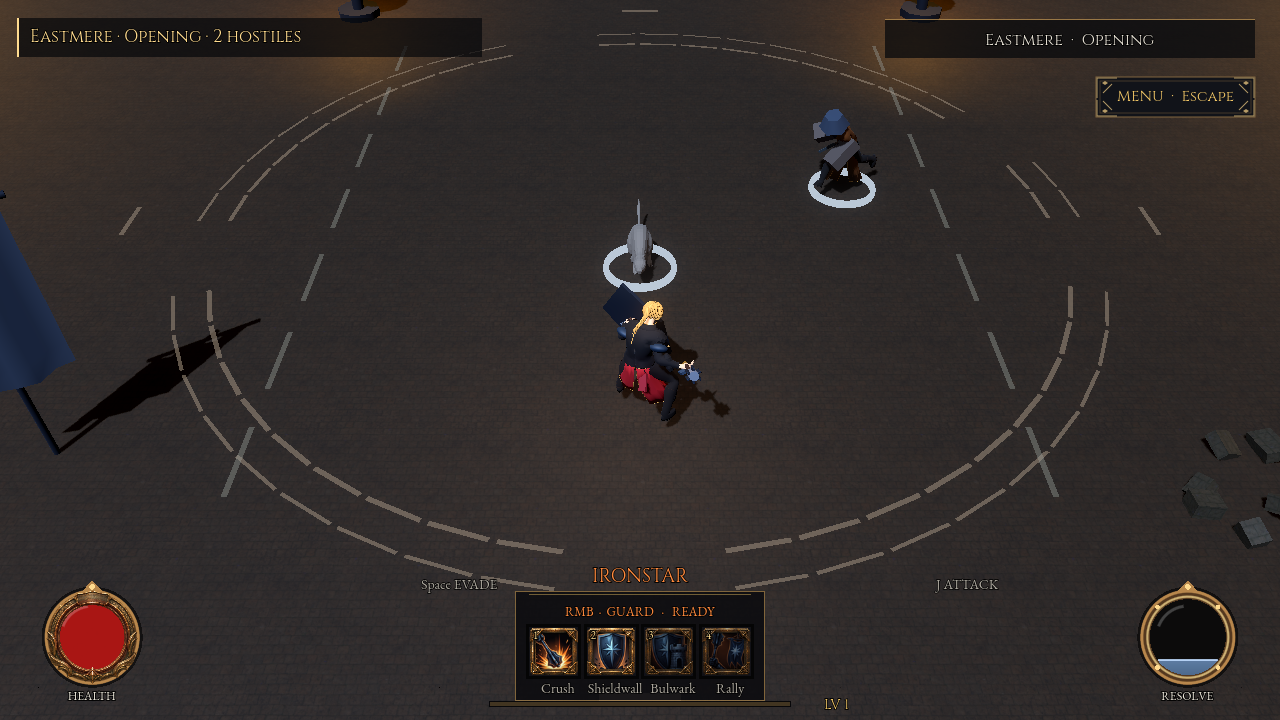 Eastmere · Opening · 2 hostiles
Eastmere · Opening
MENU · Escape
IRONSTAR
Space EVADE
J ATTACK
RMB · GUARD · READY
1 2 3 4
Crush Shieldwall Bulwark Rally
HEALTH
RESOLVE
LV 1